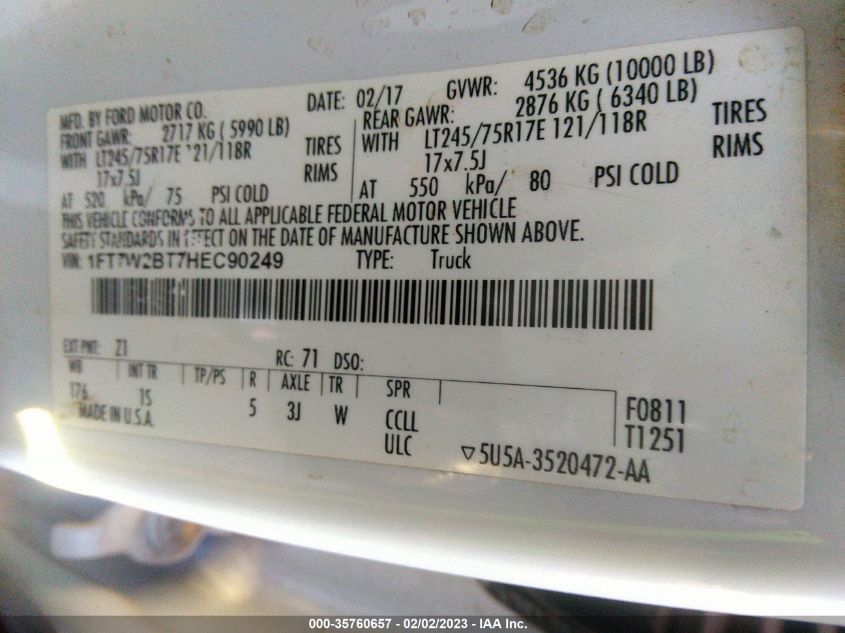 MFD. BY FORD MOTOR CO. DATE: 02/17 GVWR: 4536 KG (10000 LB)
FRONT GAWR: 2717 KG ( 5990 LB) REAR GAWR: 2876 KG ( 6340 LB)
WITH LT245/75R17E 121/118R TIRES WITH LT245/75R17E 121/118R TIRES
17x7.5J RIMS 17x7.5J RIMS
AT 520 kPa/ 75 PSI COLD AT 550 kPa/ 80 PSI COLD
THIS VEHICLE CONFORMS TO ALL APPLICABLE FEDERAL MOTOR VEHICLE
SAFETY STANDARDS IN EFFECT ON THE DATE OF MANUFACTURE SHOWN ABOVE.
VIN: 1FT7W2BT7HEC90249 TYPE: Truck
EXT PNT: Z1 RC: 71 DSO:
WB INT TR TP/PS R AXLE TR SPR
176 1S 5 3J W CCLL F0811
MADE IN U.S.A. ULC T1251
▽5U5A-3520472-AA
000-35760657 - 02/02/2023 - IAA Inc.